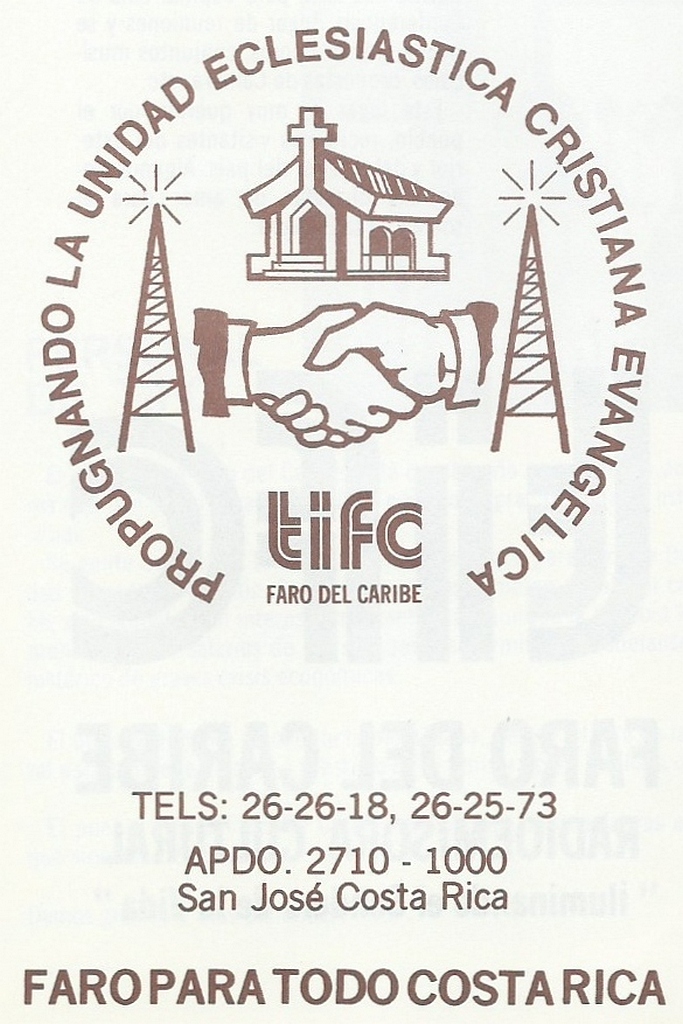 PROPUGNANDO LA UNIDAD ECLESIASTICA CRISTIANA EVANGELICA
tifc
FARO DEL CARIBE
TELS: 26-26-18, 26-25-73
APDO. 2710 - 1000
San José Costa Rica
FARO PARA TODO COSTA RICA